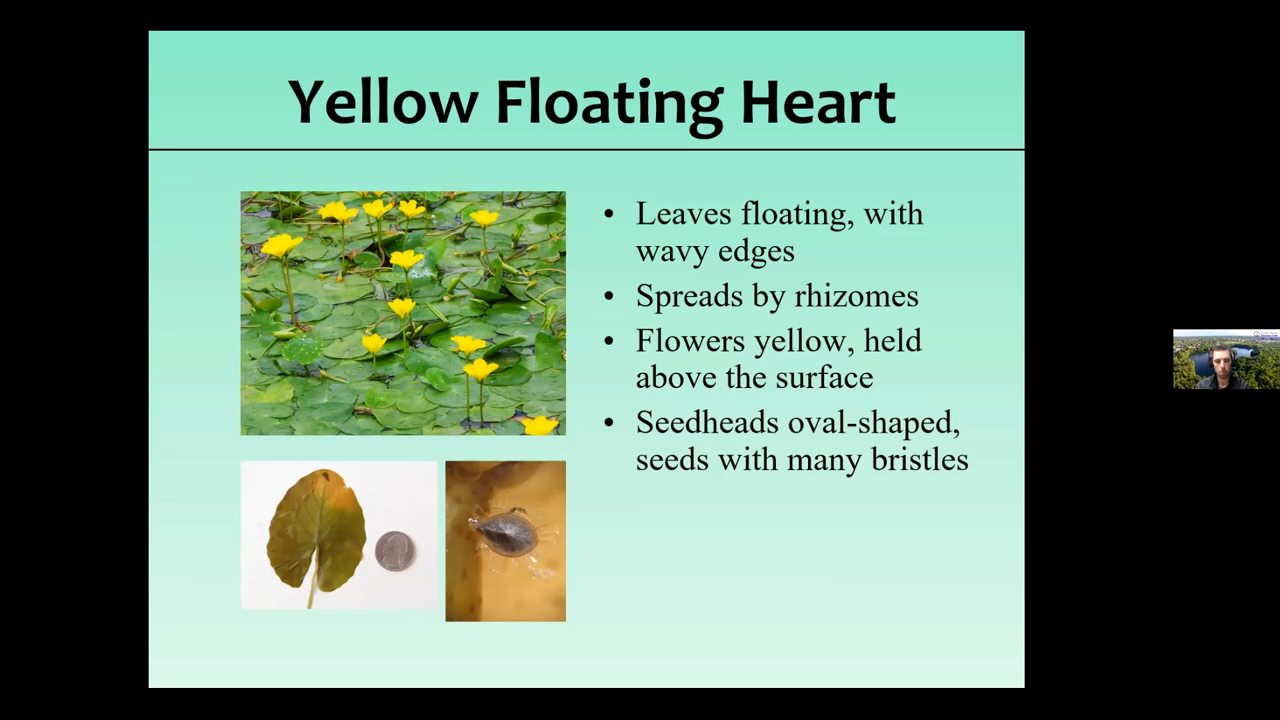 Yellow Floating Heart
• Leaves floating, with
wavy edges
• Spreads by rhizomes
• Flowers yellow, held
above the surface
• Seedheads oval-shaped,
seeds with many bristles